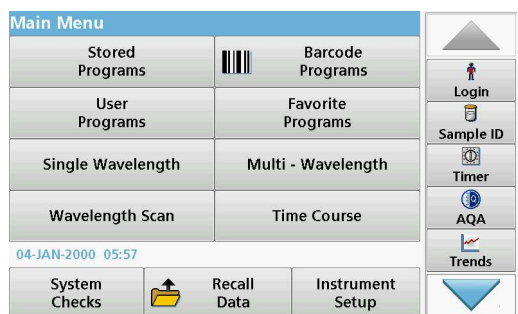 Main Menu
Stored
Programs
Barcode
Programs
User
Programs
Favorite
Programs
Single Wavelength
Multi - Wavelength
Wavelength Scan
Time Course
04-JAN-2000 05:57
System
Checks
Recall
Data
Instrument
Setup
Login
Sample ID
Timer
AQA
Trends